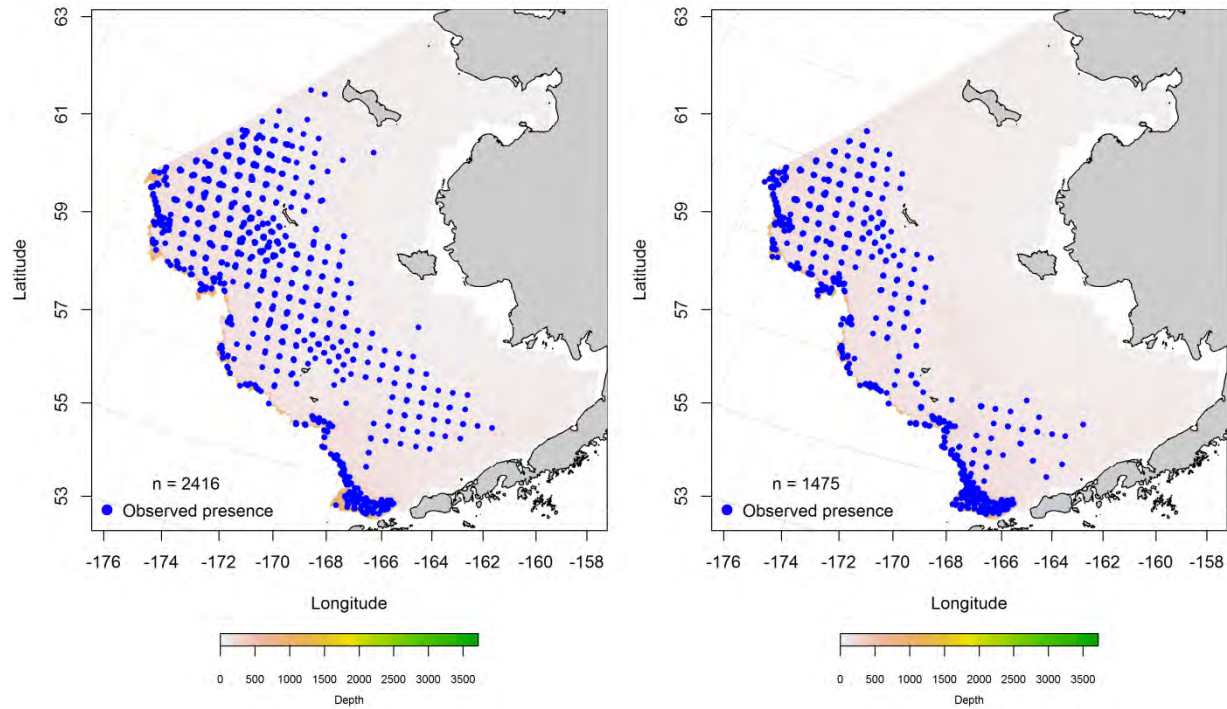 63
61
59
57
55
53
Latitude
n = 2416
Observed presence
-176
-174
-172
-170
-168
-166
-164
-162
-160
-158
Longitude
0 500 1000 1500 2000 2500 3000 3500
Depth
63
61
59
57
55
53
Latitude
n = 1475
Observed presence
-176
-174
-172
-170
-168
-166
-164
-162
-160
-158
Longitude
0 500 1000 1500 2000 2500 3000 3500
Depth